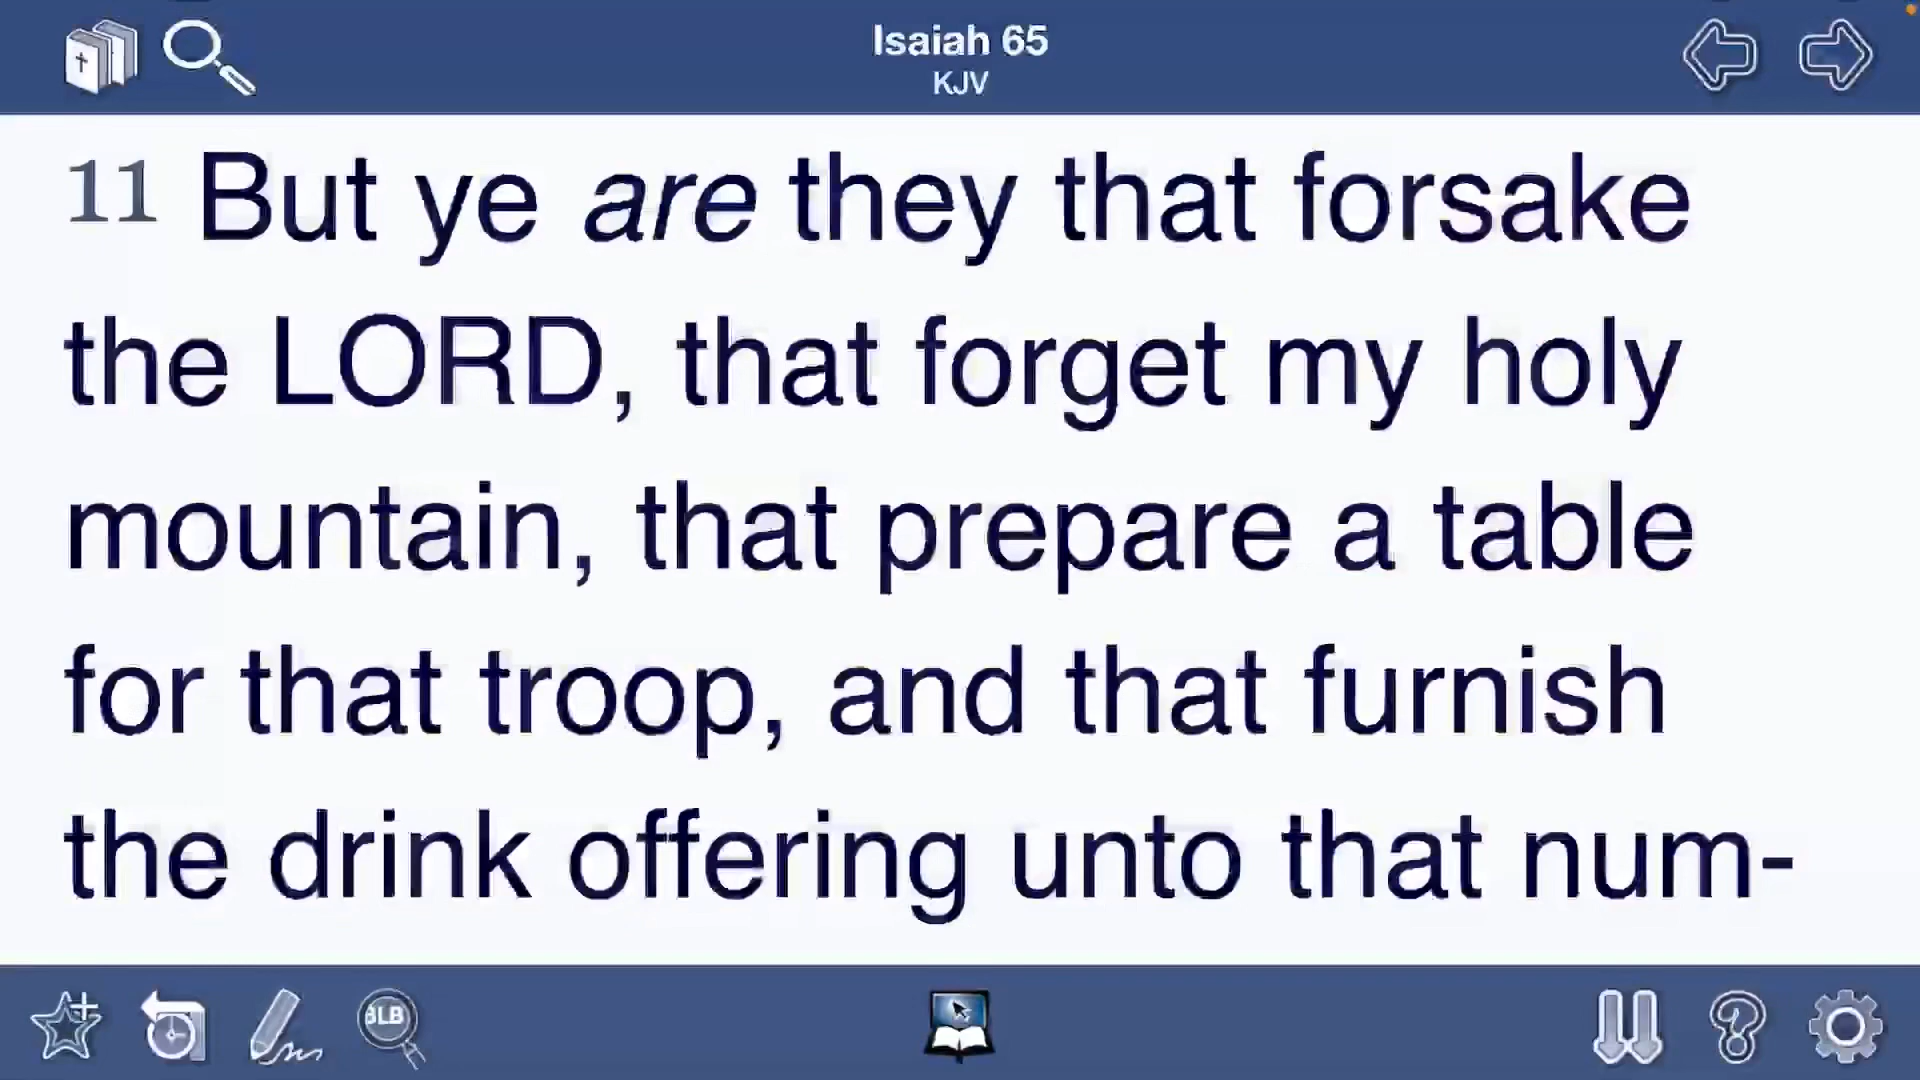 Isaiah 65
KJV
11 But ye are they that forsake
the LORD, that forget my holy
mountain, that prepare a table
for that troop, and that furnish
the drink offering unto that num-
BLB